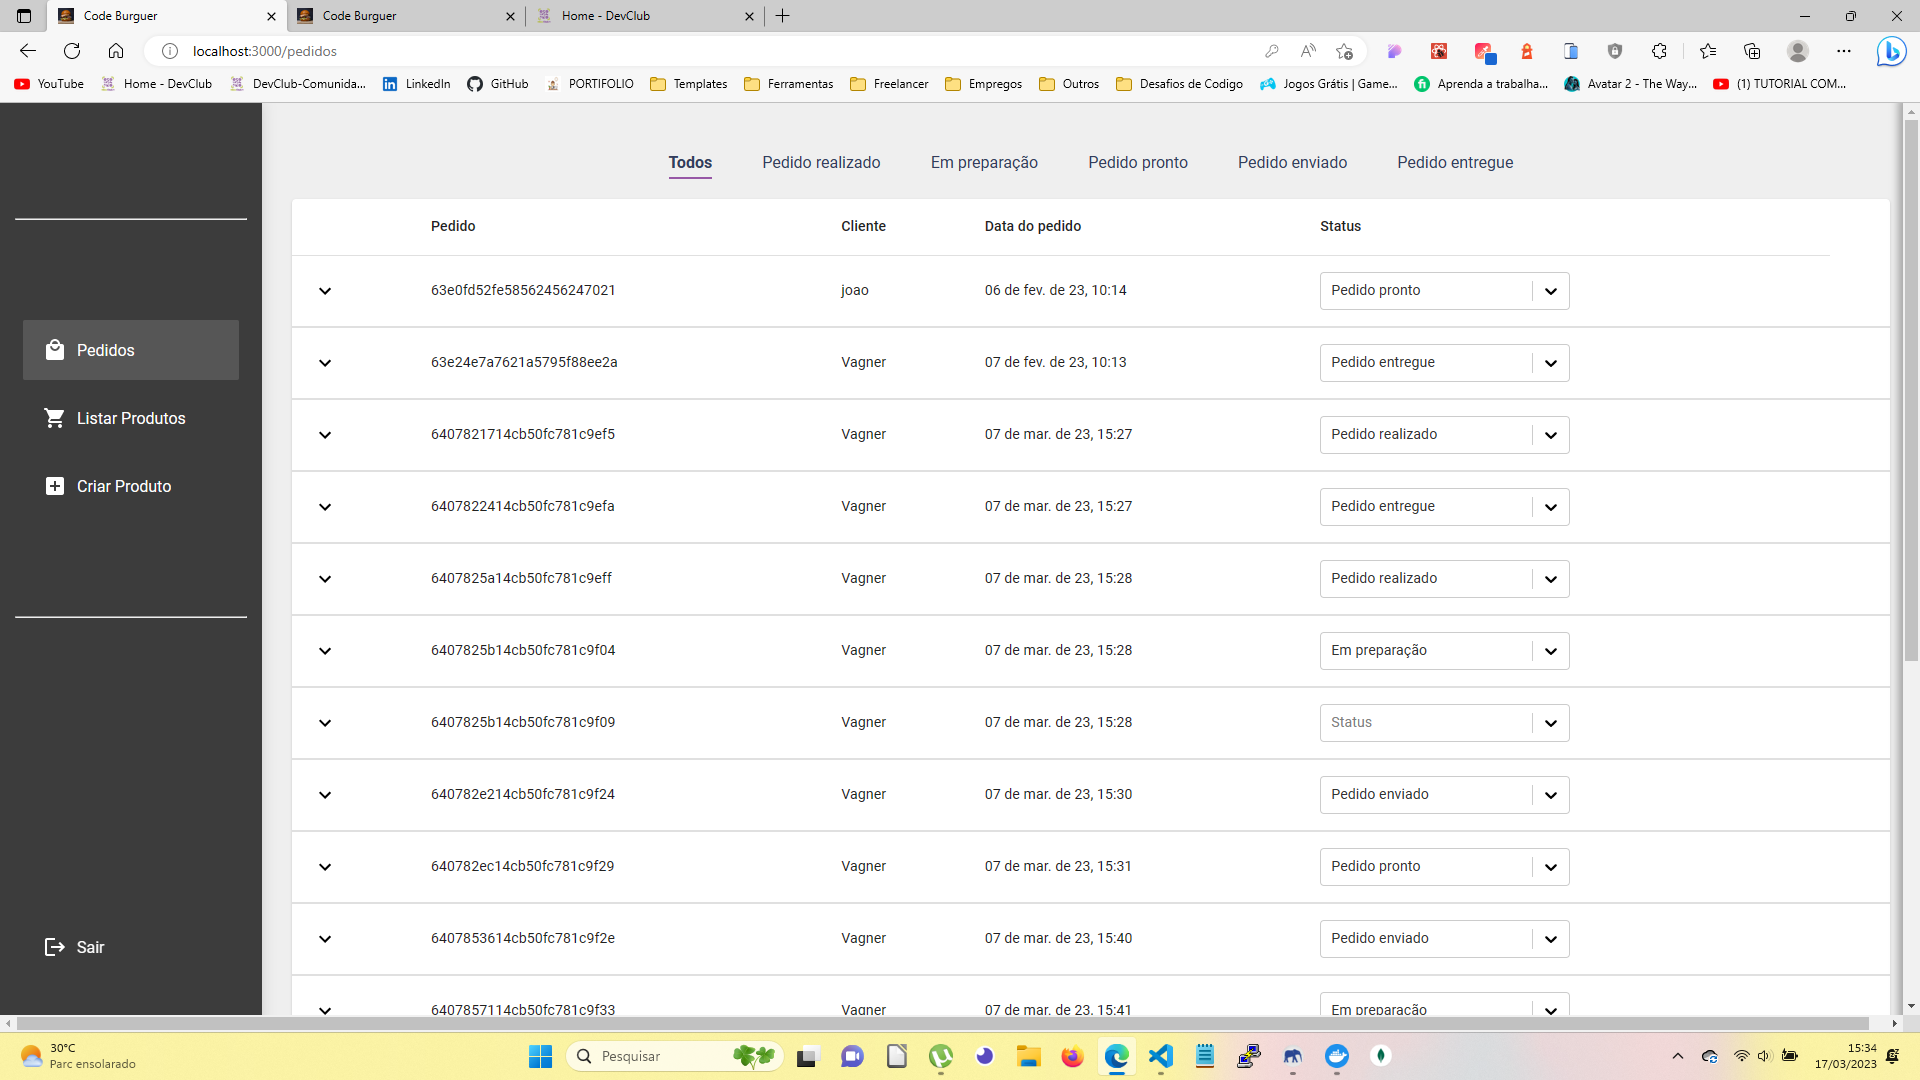 Code Burguer
Code Burguer
Home - DevClub
localhost:3000/pedidos
YouTube
Home - DevClub
DevClub-Comunida...
LinkedIn
GitHub
PORTIFOLIO
Templates
Ferramentas
Freelancer
Empregos
Outros
Desafios de Codigo
Jogos Grátis | Game...
Aprenda a trabalha...
Avatar 2 - The Way...
(1) TUTORIAL COM...
Pedidos
Listar Produtos
Criar Produto
Sair
Todos Pedido realizado Em preparação Pedido pronto Pedido enviado Pedido entregue
Pedido Cliente Data do pedido Status
63e0fd52fe58562456247021 joao 06 de fev. de 23, 10:14 Pedido pronto
63e24e7a7621a5795f88ee2a Vagner 07 de fev. de 23, 10:13 Pedido entregue
6407821714cb50fc781c9ef5 Vagner 07 de mar. de 23, 15:27 Pedido realizado
6407822414cb50fc781c9efa Vagner 07 de mar. de 23, 15:27 Pedido entregue
6407825a14cb50fc781c9eff Vagner 07 de mar. de 23, 15:28 Pedido realizado
6407825b14cb50fc781c9f04 Vagner 07 de mar. de 23, 15:28 Em preparação
6407825b14cb50fc781c9f09 Vagner 07 de mar. de 23, 15:28 Status
640782e214cb50fc781c9f24 Vagner 07 de mar. de 23, 15:30 Pedido enviado
640782ec14cb50fc781c9f29 Vagner 07 de mar. de 23, 15:31 Pedido pronto
6407853614cb50fc781c9f2e Vagner 07 de mar. de 23, 15:40 Pedido enviado
6407857114cb50fc781c9f33 Vagner 07 de mar. de 23, 15:41 Em preparação
30°C
Parc ensolarado
Pesquisar
15:34
17/03/2023